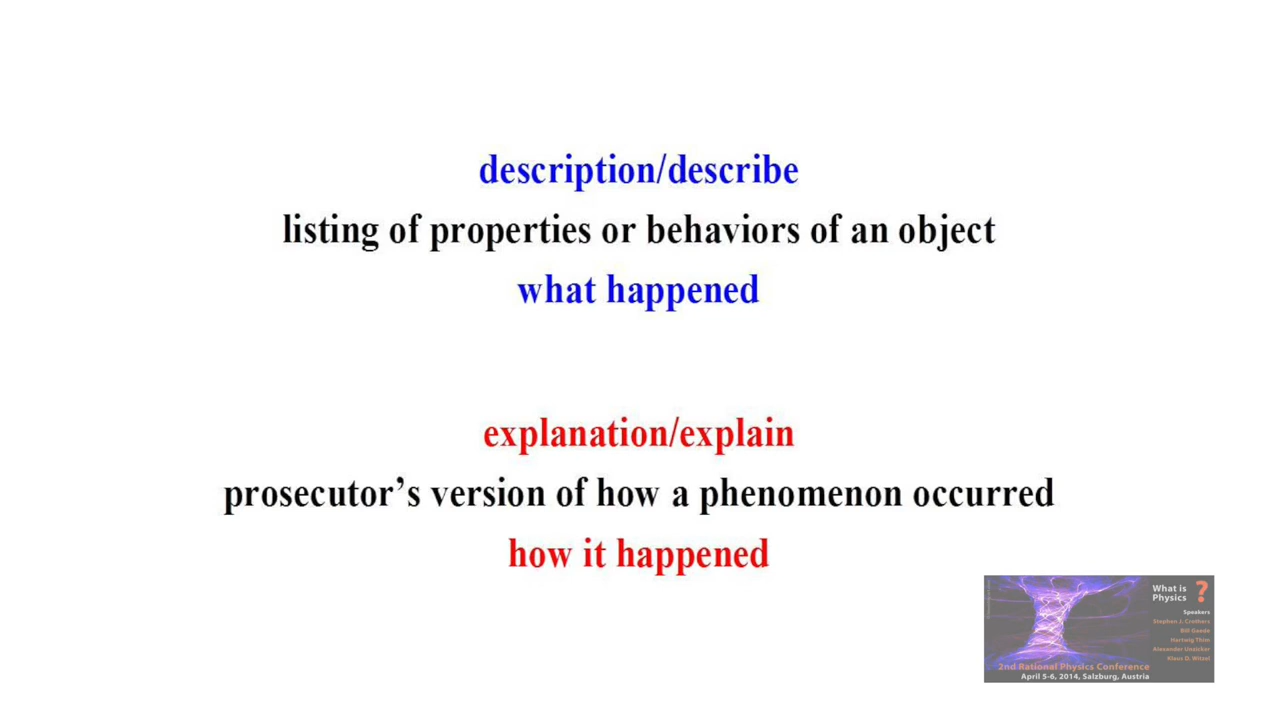 description/describe
listing of properties or behaviors of an object
what happened
explanation/explain
prosecutor's version of how a phenomenon occurred
how it happened
What is
Physics ?
Speakers
Stephen J. Crothers
Bill Gaede
Hartwig Thim
Alexander Unzicker
Klaus D. Witzel
2nd Rational Physics Conference
April 5-6, 2014, Salzburg, Austria